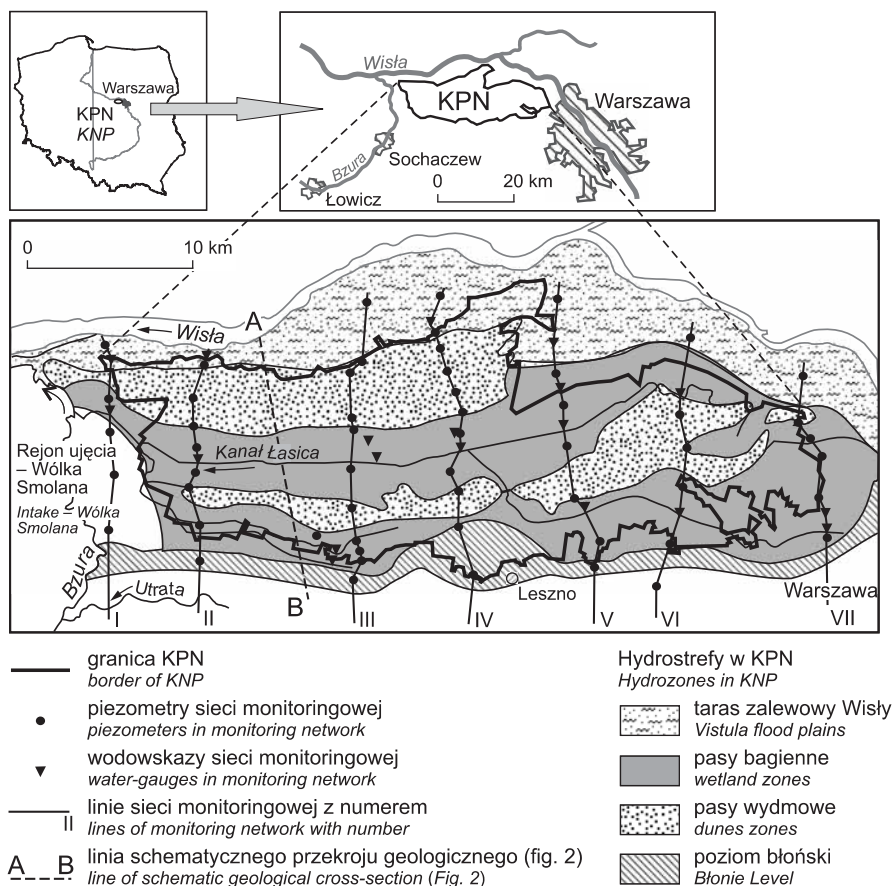 Warszawa
KPN
KNP
Wisła
KPN
Warszawa
Bzura
Sochaczew
Łowicz
0 20 km
0 10 km
A
Wisła
Kanał Łasica
Rejon ujęcia
– Wólka
Smolana
Intake – Wólka
Smolana
Bzura
Utrata
B
Leszno
Warszawa
I II III IV V VI VII
granica KPN
border of KNP
piezometry sieci monitoringowej
piezometers in monitoring network
wodowskazy sieci monitoringowej
water-gauges in monitoring network
II
linie sieci monitoringowej z numerem
lines of monitoring network with number
A B
linia schematycznego przekroju geologicznego (fig. 2)
line of schematic geological cross-section (Fig. 2)
Hydrostrefy w KPN
Hydrozones in KNP
taras zalewowy Wisły
Vistula flood plains
pasy bagienne
wetland zones
pasy wydmowe
dunes zones
poziom błoński
Błonie Level